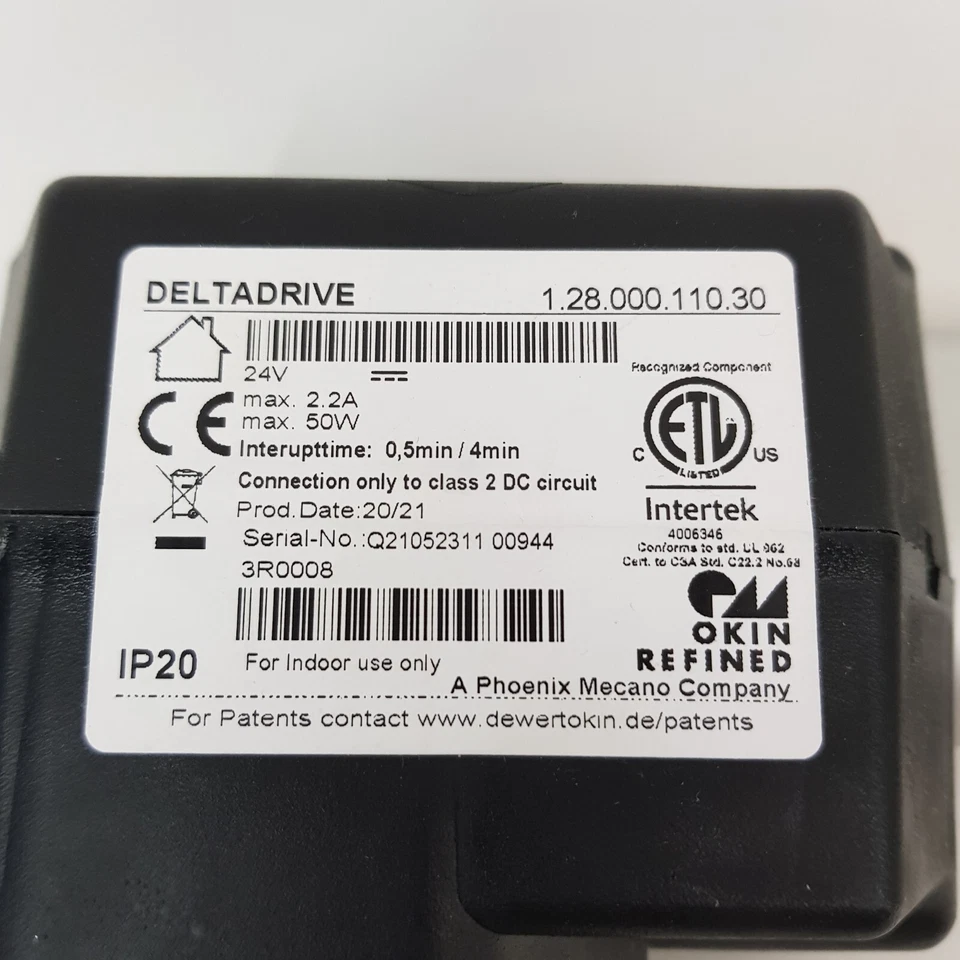 DELTADRIVE 1.28.000.110.30
24V
max. 2.2A
max. 50W
Interupttime: 0,5min / 4min
Connection only to class 2 DC circuit
Prod.Date:20/21
Serial-No.:Q21052311 00944
3R0008
CE
Recognized Component
ETL
LISTED
C US
Intertek
4006346
Conforms to std. UL 962
Cert. to CSA Std. C22.2 No.68
OKIN
REFINED
IP20
For Indoor use only
A Phoenix Mecano Company
For Patents contact www.dewertokin.de/patents